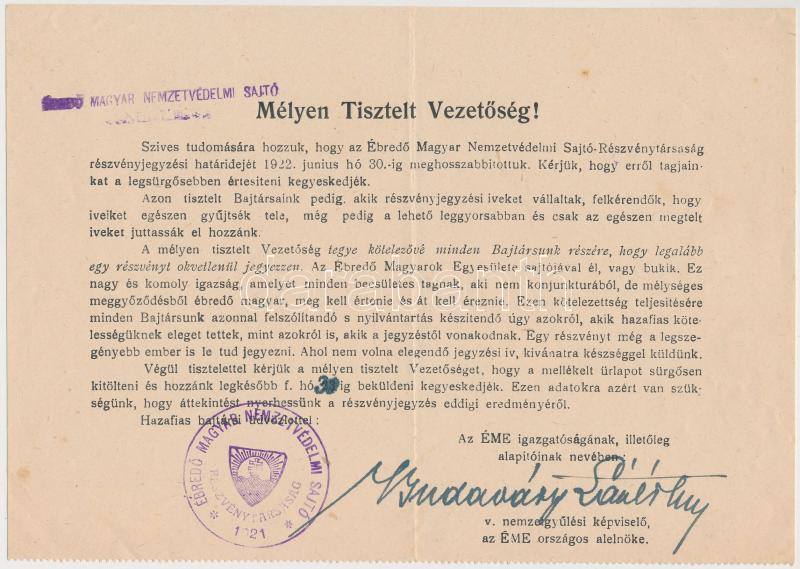 MAGYAR NEMZETVÉDELMI SAJTÓ
Mélyen Tisztelt Vezetőség!
Szives tudomására hozzuk, hogy az Ébredő Magyar Nemzetvédelmi Sajtó-Részvénytársaság
részvényjegyzési határidejét 1922. junius hó 30.-ig meghosszabbitottuk. Kérjük, hogy erről tagjain-
kat a legsürgősebben értesiteni kegyeskedjék.
Azon tisztelt Bajtársaink pedig, akik részvényjegyzési iveket vállaltak, felkérendők, hogy
iveiket egészen gyűjtsék tele, még pedig a lehető leggyorsabban és csak az egészen megtelt
iveket juttassák el hozzánk.
A mélyen tisztelt Vezetőség tegye kötelezővé minden Bajtársunk részére, hogy legalább
egy részvényt okvetlenül jegyezzen. Az Ébredő Magyarok Egyesülete sajtójával él, vagy bukik. Ez
nagy és komoly igazság, amelyet minden becsületes tagnak, aki nem konjunkturából, de mélységes
meggyőződésből ébredő magyar, meg kell értenie és át kell éreznie. Ezen kötelezettség teljesitésére
minden Bajtársunk azonnal felszólitandó s nyilvántartás készitendő úgy azokról, akik hazafias köte-
lességüknek eleget tettek, mint azokról is, akik a jegyzéstől vonakodnak. Egy részvényt még a legsze-
gényebb ember is le tud jegyezni. Ahol nem volna elegendő jegyzési iv, kivánatra készséggel küldünk.
Végül tisztelettel kérjük a mélyen tisztelt Vezetőséget, hogy a mellékelt űrlapot sürgősen
kitölteni és hozzánk legkésőbb f. hó 30 ig beküldeni kegyeskedjék. Ezen adatokra azért van szük-
ségünk, hogy áttekintést nyerhessünk a részvényjegyzés eddigi eredményéről.
Hazafias bajtársi üdvözlettel:
Az ÉME igazgatóságának, illetőleg
alapitóinak nevében:
v. nemzetgyűlési képviselő,
az ÉME országos alelnöke.
ÉBREDŐ MAGYAR NEMZETVÉDELMI SAJTÓ
RÉSZVÉNYTÁRSASÁG
1921
darabanth